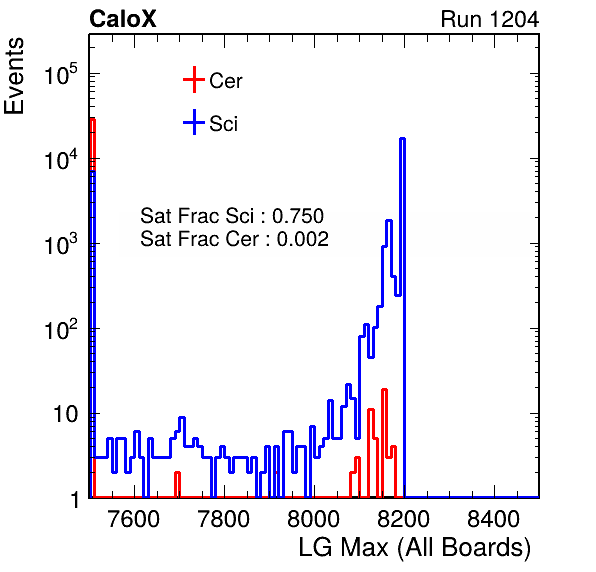 CaloX Run 1204
Events
Cer
Sci
Sat Frac Sci : 0.750
Sat Frac Cer : 0.002
10^5
10^4
10^3
10^2
10
1
7600 7800 8000 8200 8400
LG Max (All Boards)